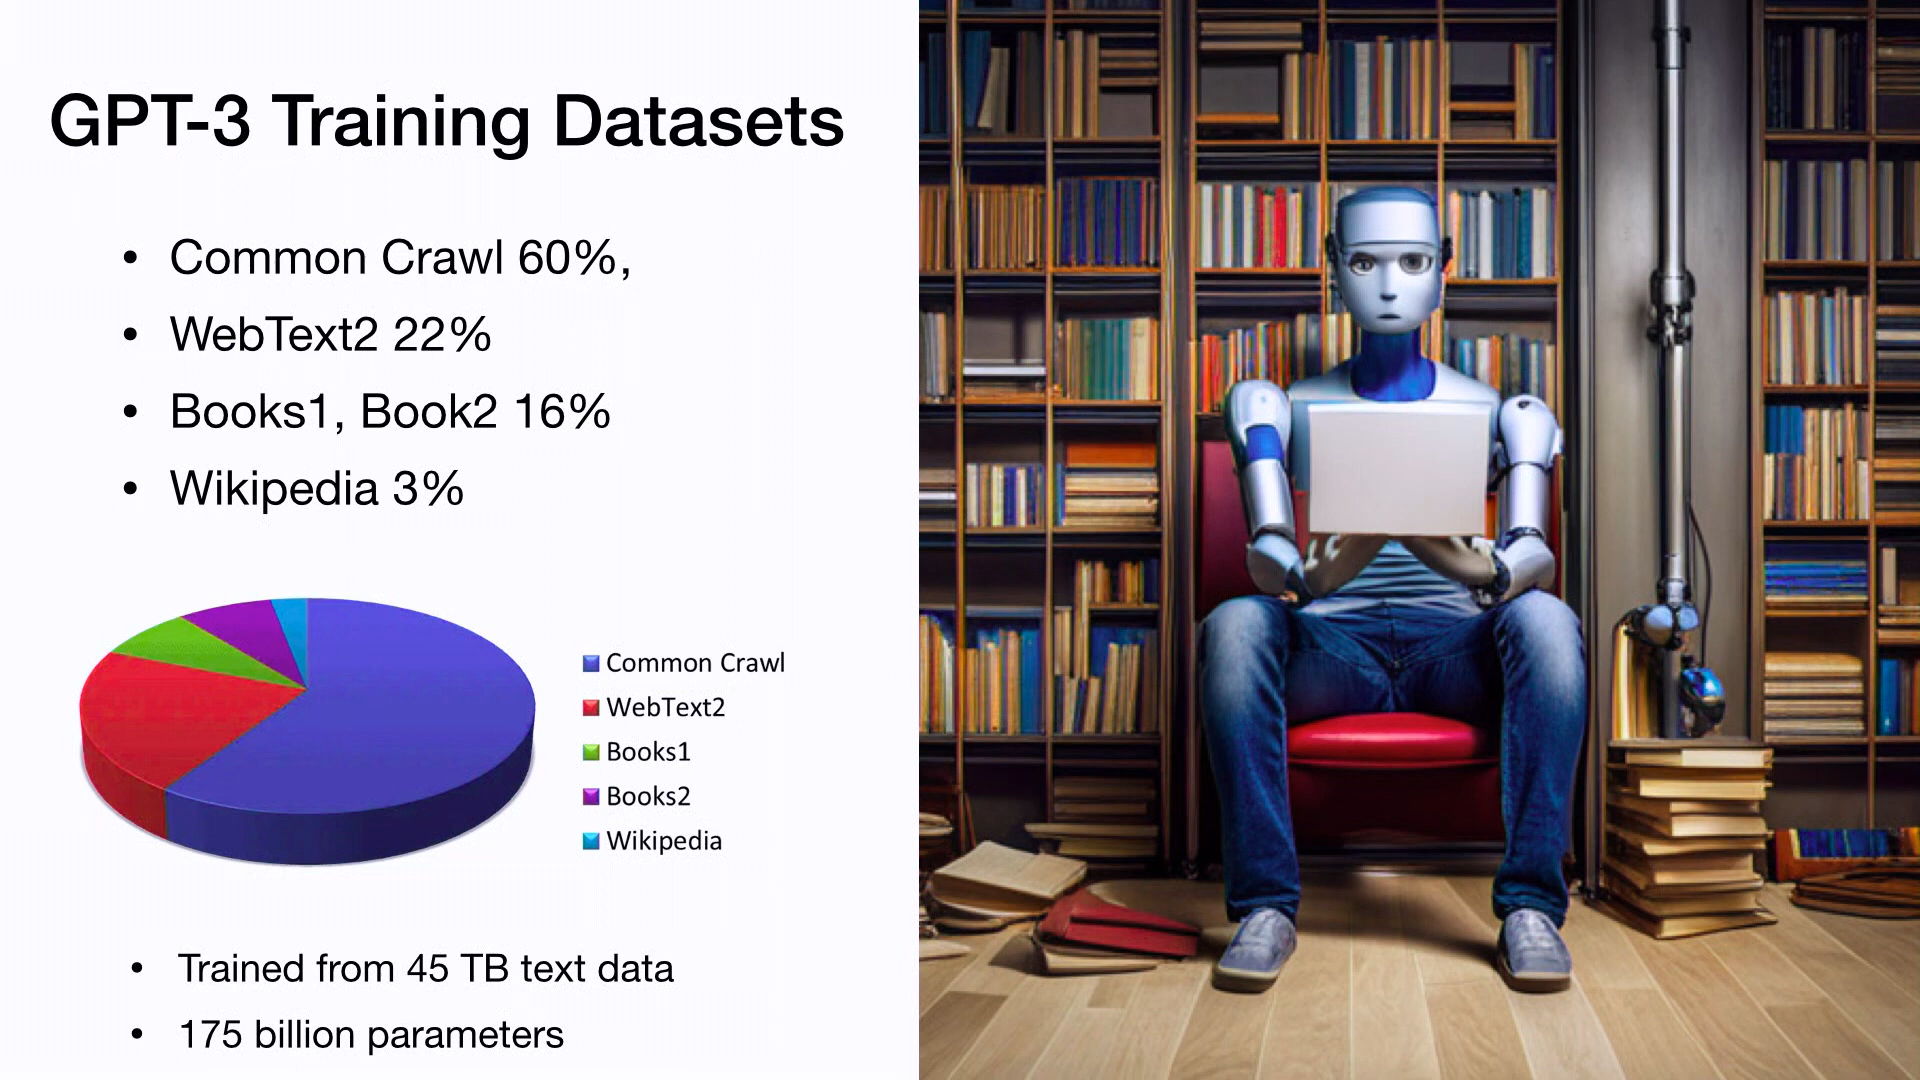 GPT-3 Training Datasets
• Common Crawl 60%,
• WebText2 22%
• Books1, Book2 16%
• Wikipedia 3%
Common Crawl
WebText2
Books1
Books2
Wikipedia
• Trained from 45 TB text data
• 175 billion parameters